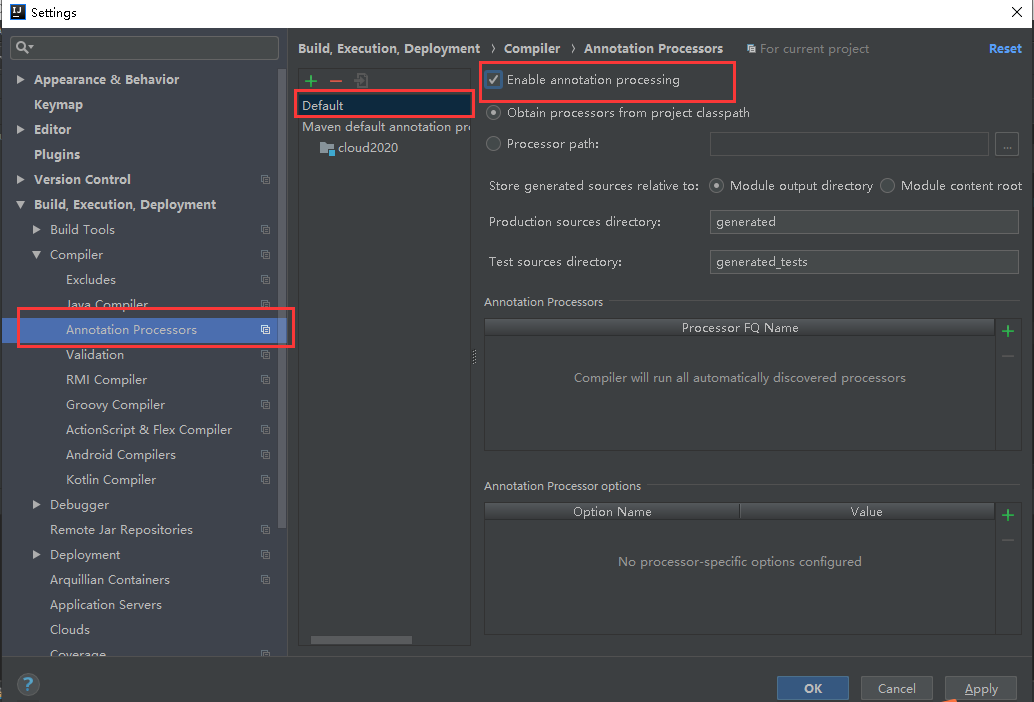 Settings
Build, Execution, Deployment › Compiler › Annotation Processors For current project Reset
Appearance & Behavior
Keymap
Editor
Plugins
Version Control
Build, Execution, Deployment
Build Tools
Compiler
Excludes
Java Compiler
Annotation Processors
Validation
RMI Compiler
Groovy Compiler
ActionScript & Flex Compiler
Android Compilers
Kotlin Compiler
Debugger
Remote Jar Repositories
Deployment
Arquillian Containers
Application Servers
Clouds
Coverage
Default
Maven default annotation pr
cloud2020
Enable annotation processing
Obtain processors from project classpath
Processor path:
...
Store generated sources relative to: Module output directory Module content root
Production sources directory: generated
Test sources directory: generated_tests
Annotation Processors
Processor FQ Name
Compiler will run all automatically discovered processors
Annotation Processor options
Option Name Value
No processor-specific options configured
?
OK Cancel Apply